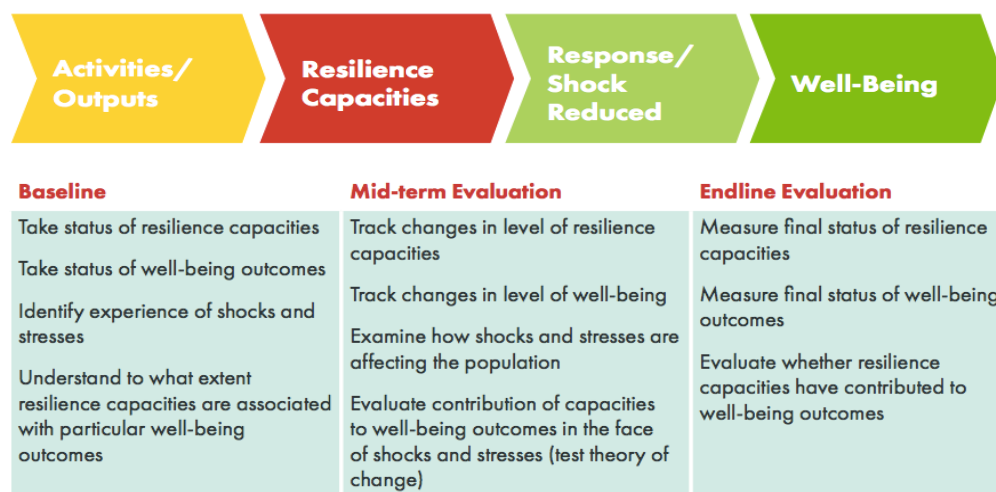 Activities/
Outputs
Resilience
Capacities
Response/
Shock
Reduced
Well-Being
Baseline
Take status of resilience capacities
Take status of well-being outcomes
Identify experience of shocks and
stresses
Understand to what extent
resilience capacities are associated
with particular well-being
outcomes
Mid-term Evaluation
Track changes in level of resilience
capacities
Track changes in level of well-being
Examine how shocks and stresses are
affecting the population
Evaluate contribution of capacities
to well-being outcomes in the face
of shocks and stresses (test theory of
change)
Endline Evaluation
Measure final status of resilience
capacities
Measure final status of well-being
outcomes
Evaluate whether resilience
capacities have contributed to
well-being outcomes